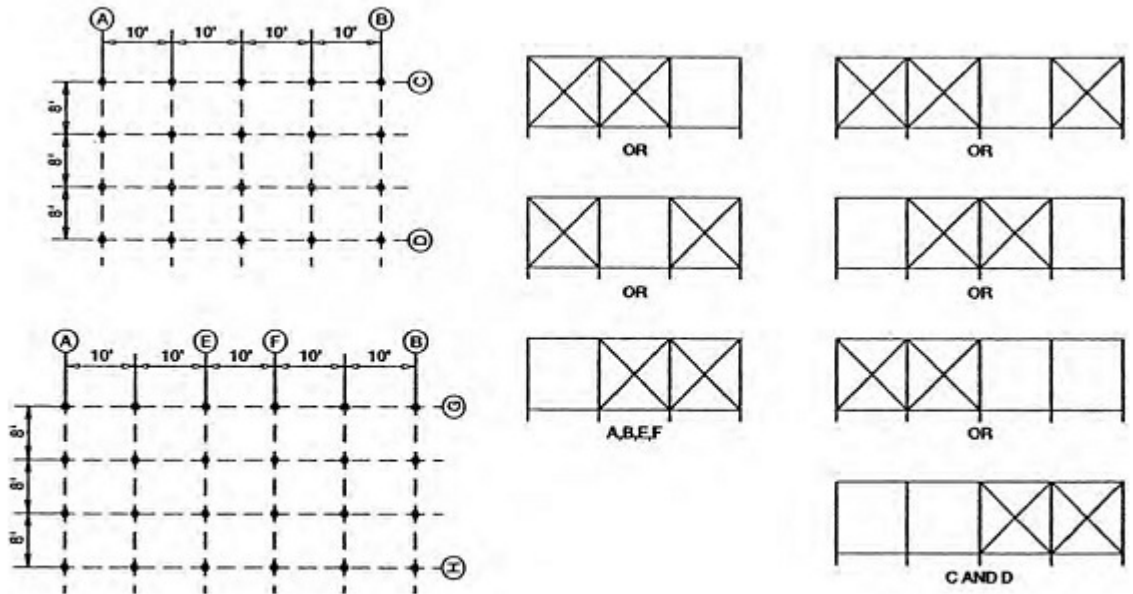 A B
10' 10' 10' 10'
C
8'
8'
8'
D
A E F B
10' 10' 10' 10' 10'
G
8'
8'
8'
H
OR
OR
A,B,E,F
OR
OR
OR
C AND D